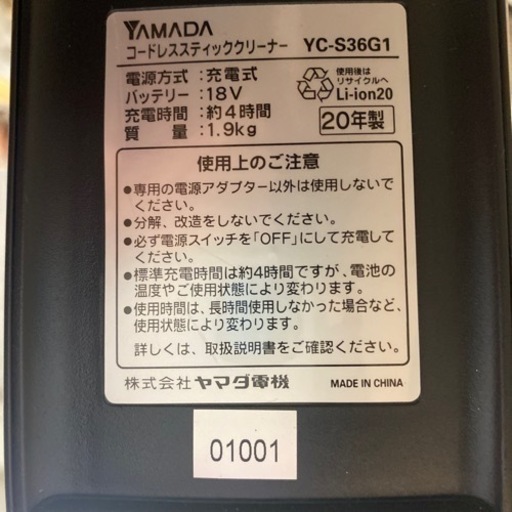 YAMADA
コードレススティッククリーナー YC-S36G1
電源方式：充電式
バッテリー：18V
充電時間：約4時間
質量：1.9kg
使用後は
リサイクルへ
Li-ion20
20年製
使用上のご注意
●専用の電源アダプター以外は使用しないで
ください。
●分解、改造をしないでください。
●必ず電源スイッチを「OFF」にして充電して
ください。
●標準充電時間は約4時間ですが、電池の
温度やご使用状態により変わります。
●使用時間は、長時間使用しなかった場合など、
使用状態により変わります。
詳しくは、取扱説明書をご確認ください。
株式会社ヤマダ電機 MADE IN CHINA
01001